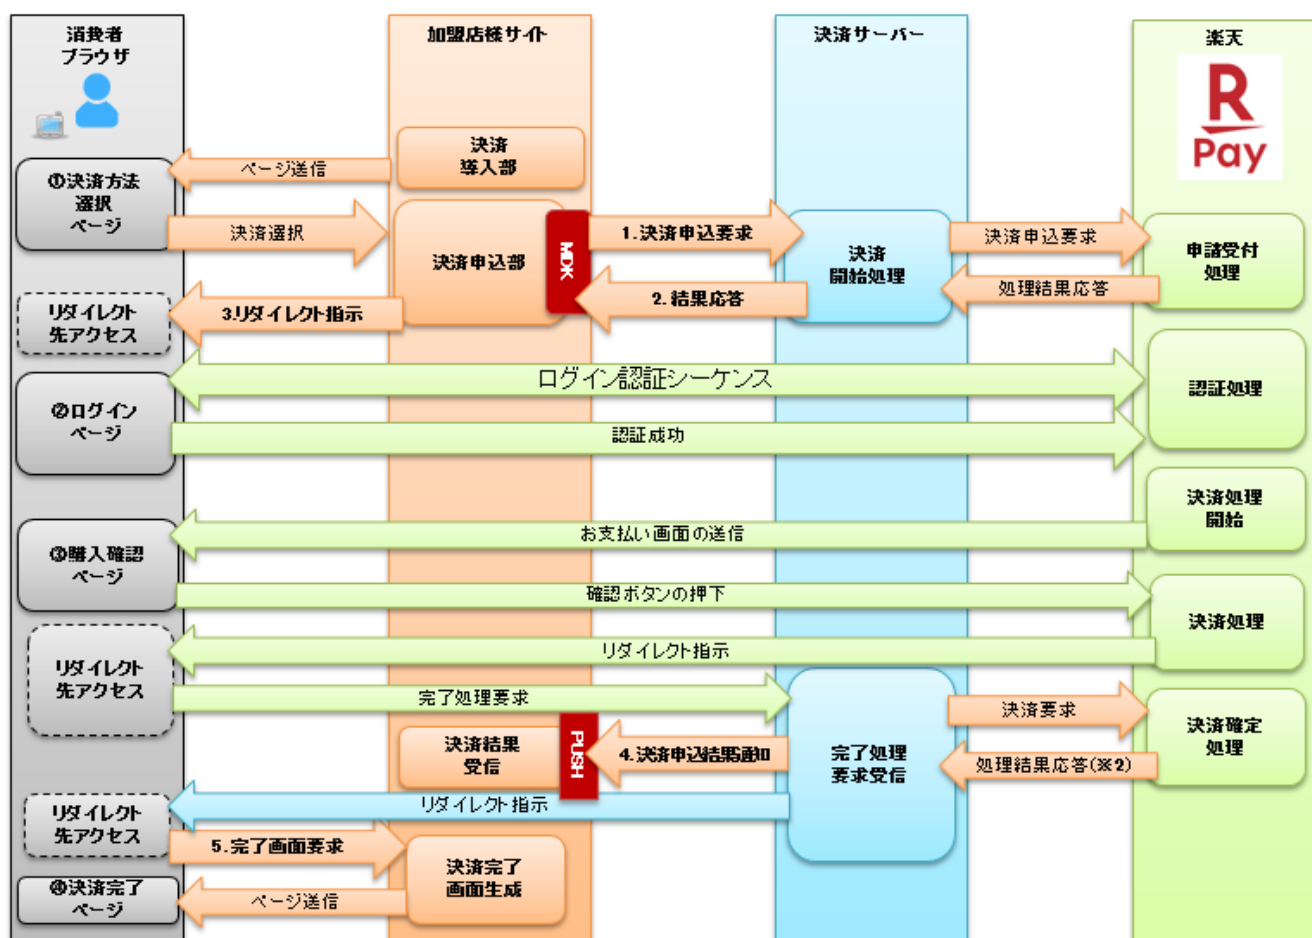 消費者
ブラウザ
加盟店様サイト
決済サーバー
楽天
R
Pay
決済
導入部
ページ送信
①決済方法
選択
ページ
決済選択
決済申込部
MDK
1.決済申込要求
決済
開始処理
決済申込要求
申請受付
処理
処理結果応答
2.結果応答
3.リダイレクト指示
リダイレクト
先アクセス
ログイン認証シーケンス
認証処理
②ログイン
ページ
認証成功
決済処理
開始
お支払い画面の送信
③購入確認
ページ
確認ボタンの押下
決済処理
リダイレクト指示
リダイレクト
先アクセス
完了処理要求
完了処理
要求受信
決済要求
決済確定
処理
処理結果応答(※2)
4.決済申込結果通知
PUSH
決済結果
受信
リダイレクト指示
リダイレクト
先アクセス
5.完了画面要求
決済完了
画面生成
ページ送信
④決済完了
ページ